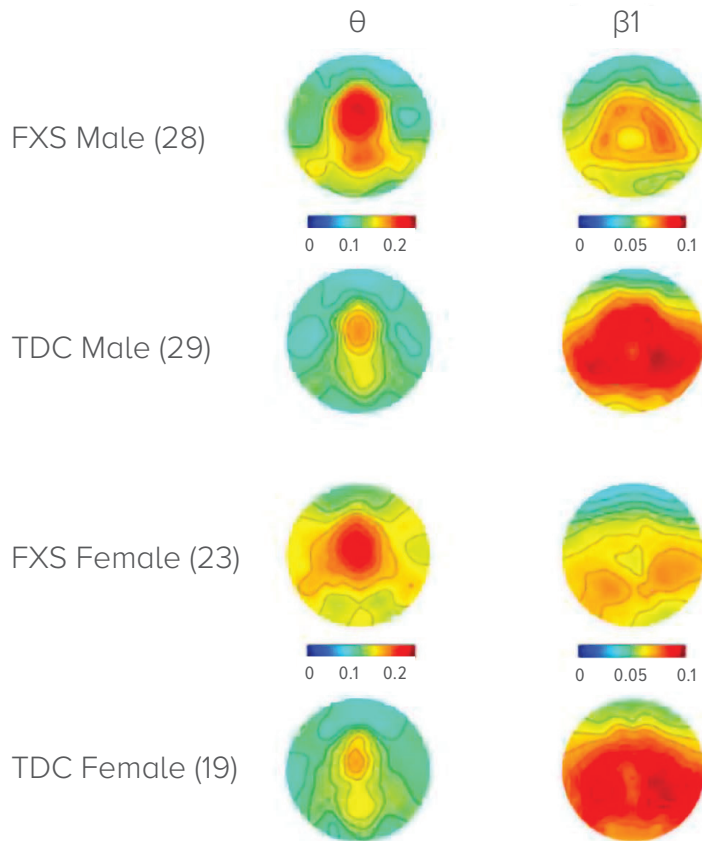 θ β1
FXS Male (28)
0 0.1 0.2 0 0.05 0.1
TDC Male (29)
FXS Female (23)
0 0.1 0.2 0 0.05 0.1
TDC Female (19)